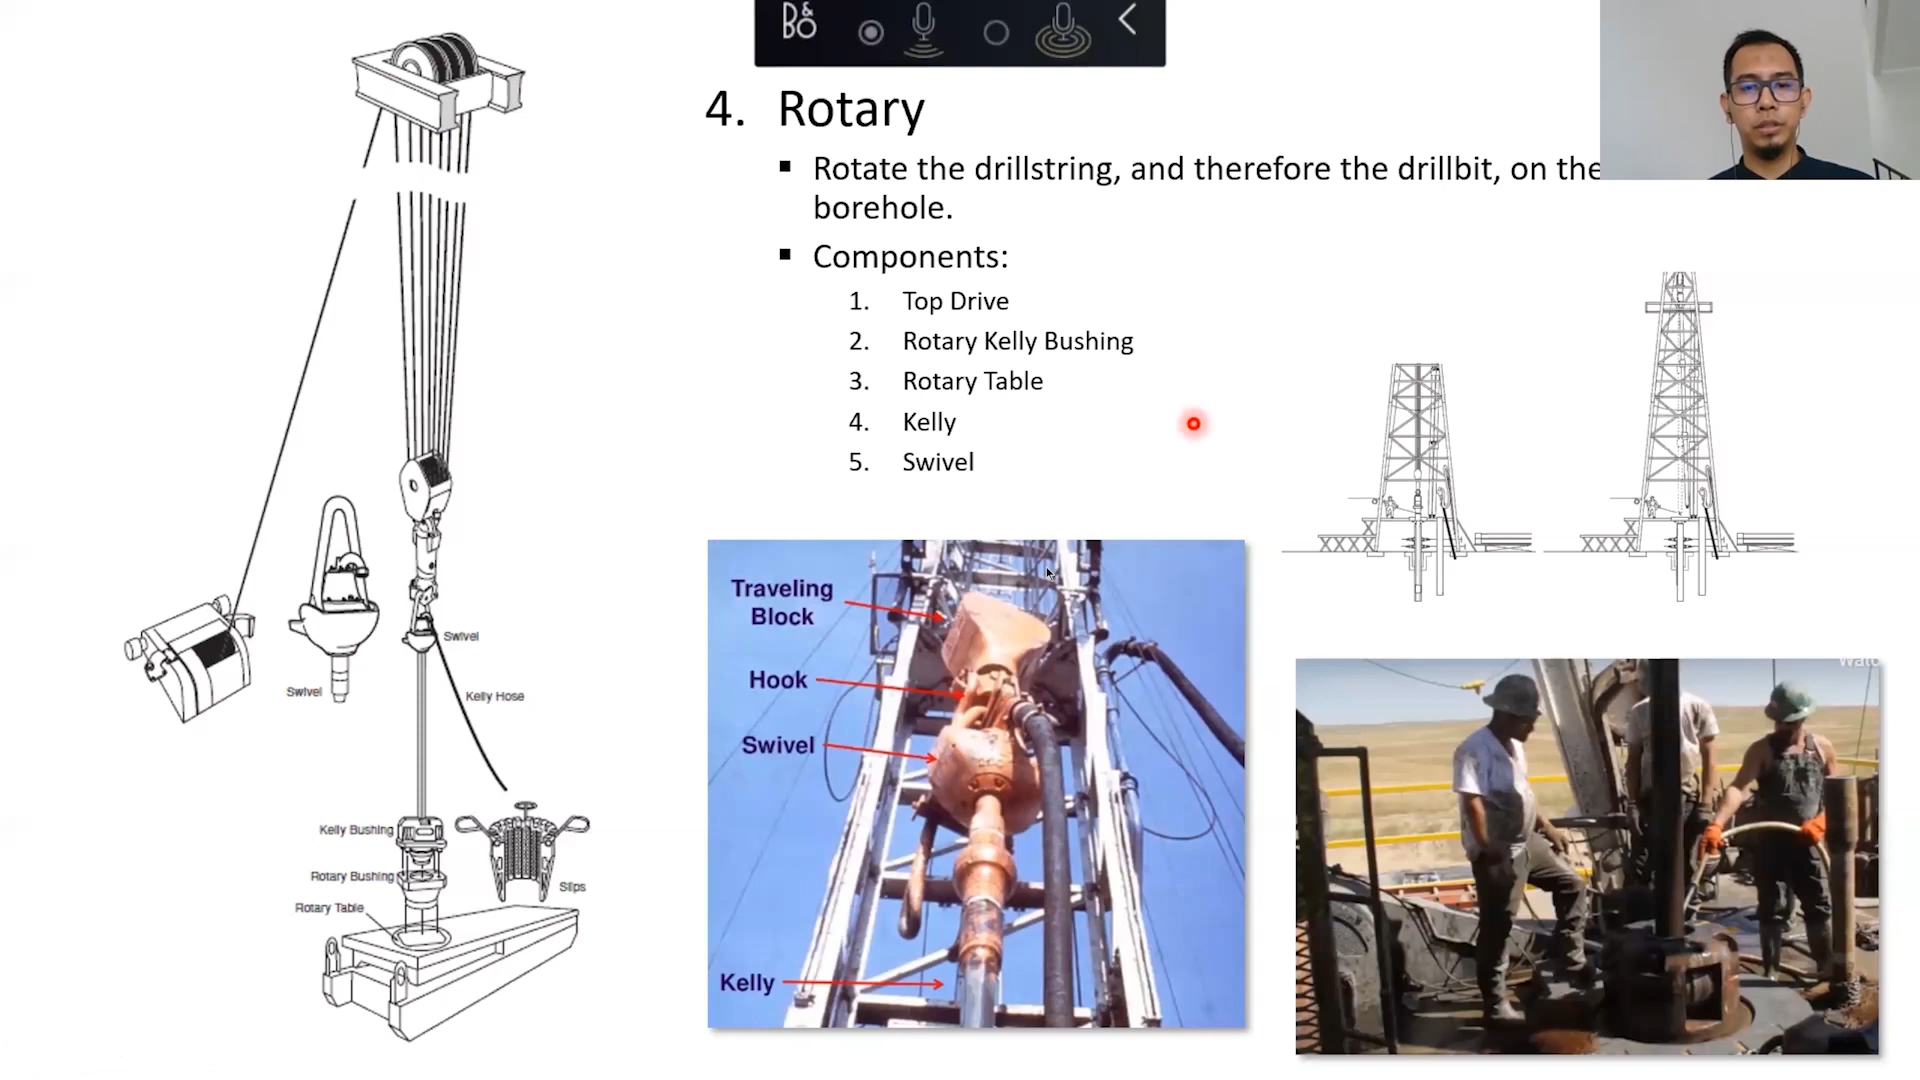 B&O
4. Rotary
▪ Rotate the drillstring, and therefore the drillbit, on the
borehole.
▪ Components:
1. Top Drive
2. Rotary Kelly Bushing
3. Rotary Table
4. Kelly
5. Swivel
Swivel
Swivel
Kelly Hose
Kelly Bushing
Rotary Bushing
Rotary Table
Slips
Traveling
Block
Hook
Swivel
Kelly